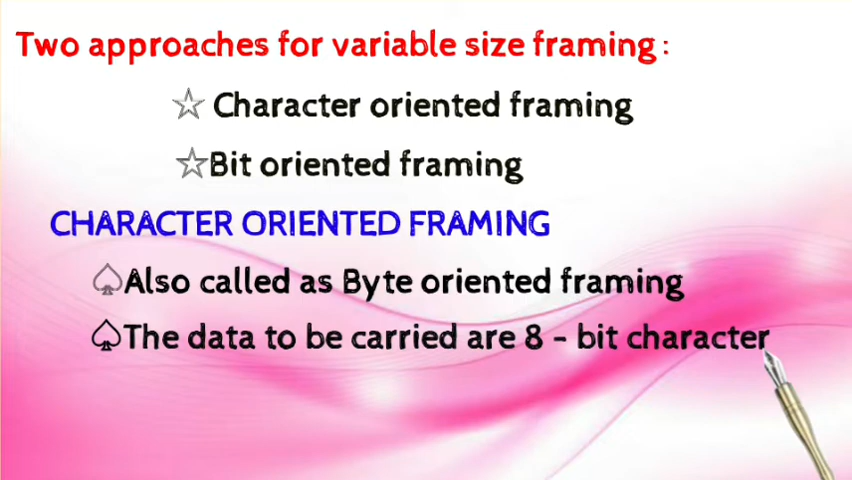 Two approaches for variable size framing :
☆ Character oriented framing
☆Bit oriented framing
CHARACTER ORIENTED FRAMING
♤Also called as Byte oriented framing
♤The data to be carried are 8 - bit character